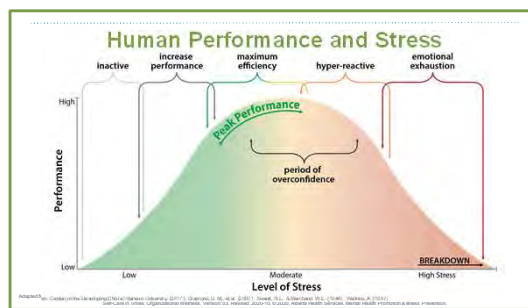 Human Performance and Stress
inactive
increase
performance
maximum
efficiency
hyper-reactive
emotional
exhaustion
High
Peak Performance
period of
overconfidence
Performance
Low
BREAKDOWN
Low
Moderate
High Stress
Level of Stress